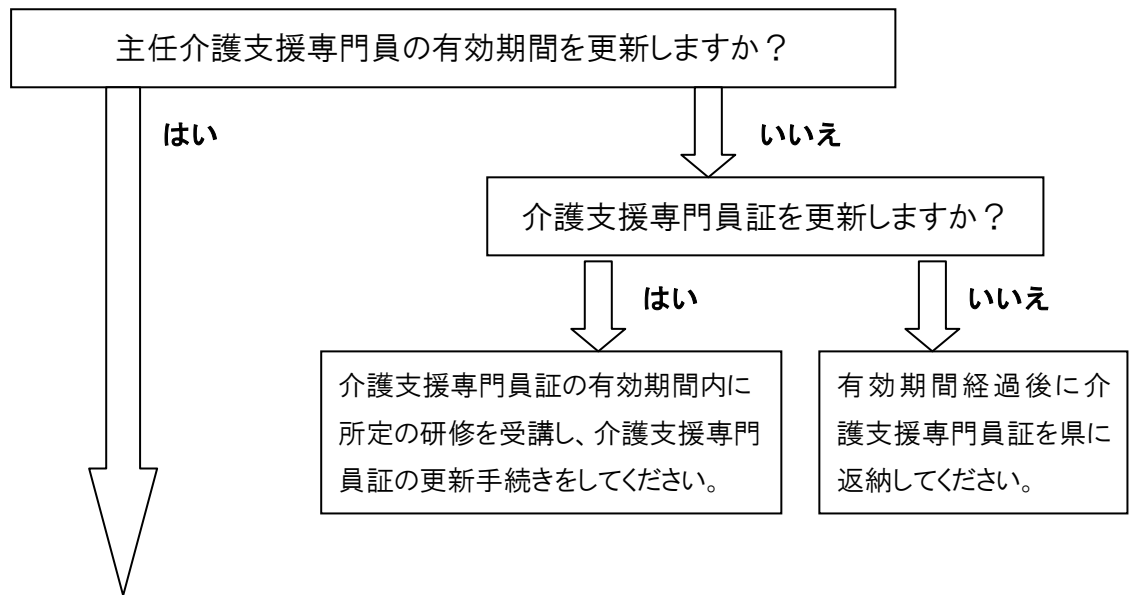 主任介護支援専門員の有効期間を更新しますか？
はい
いいえ
介護支援専門員証を更新しますか？
はい
いいえ
介護支援専門員証の有効期間内に
所定の研修を受講し、介護支援専門
員証の更新手続きをしてください。
有効期間経過後に介
護支援専門員証を県に
返納してください。